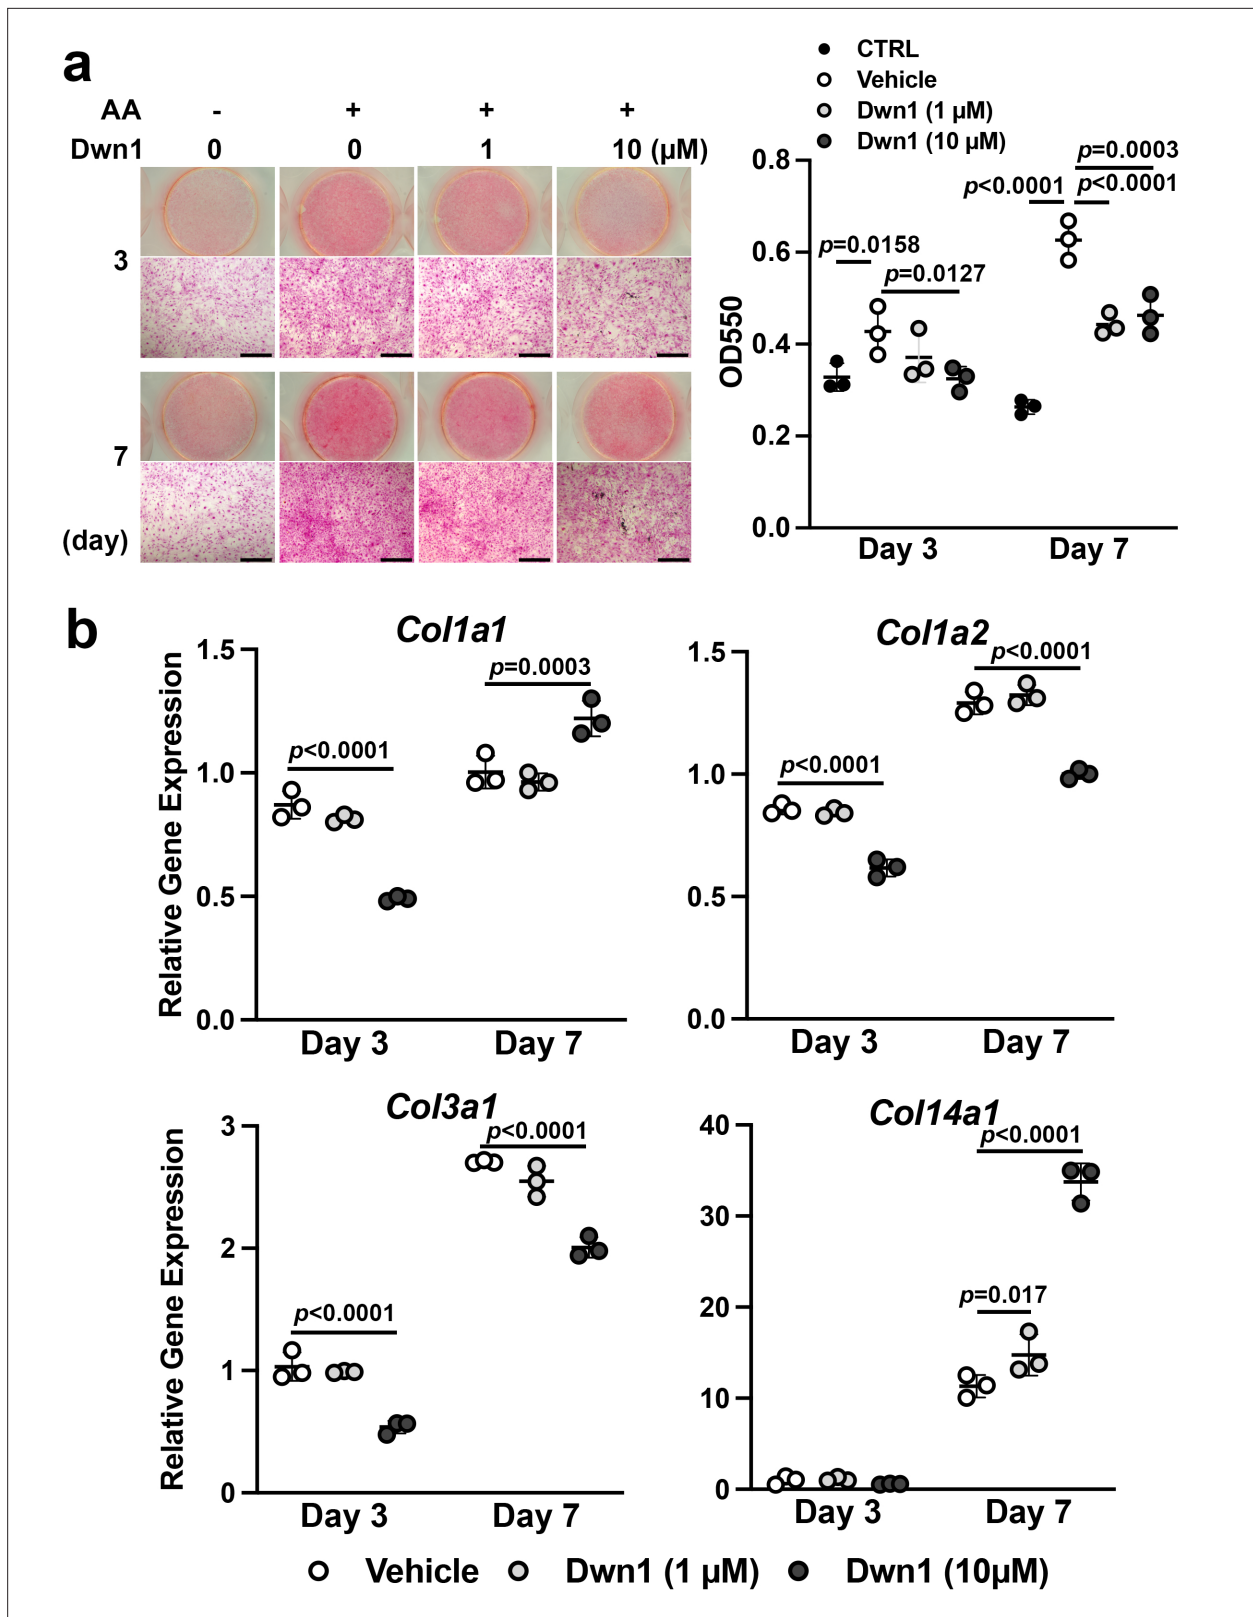 a
AA - + + +
Dwn1 0 0 1 10 (µM)
3
7
(day)
CTRL
Vehicle
Dwn1 (1 µM)
Dwn1 (10 µM)
OD550
0.8
0.6
0.4
0.2
0.0
p=0.0158
p=0.0127
p<0.0001
p=0.0003
p<0.0001
Day 3 Day 7
b
Col1a1
Relative Gene Expression
1.5
1.0
0.5
0.0
p<0.0001
p=0.0003
Day 3 Day 7
Col1a2
1.5
1.0
0.5
0.0
p<0.0001
p<0.0001
Day 3 Day 7
Col3a1
Relative Gene Expression
3
2
1
0
p<0.0001
p<0.0001
Day 3 Day 7
Col14a1
40
30
20
10
0
p<0.0001
p=0.017
Day 3 Day 7
Vehicle Dwn1 (1 µM) Dwn1 (10µM)